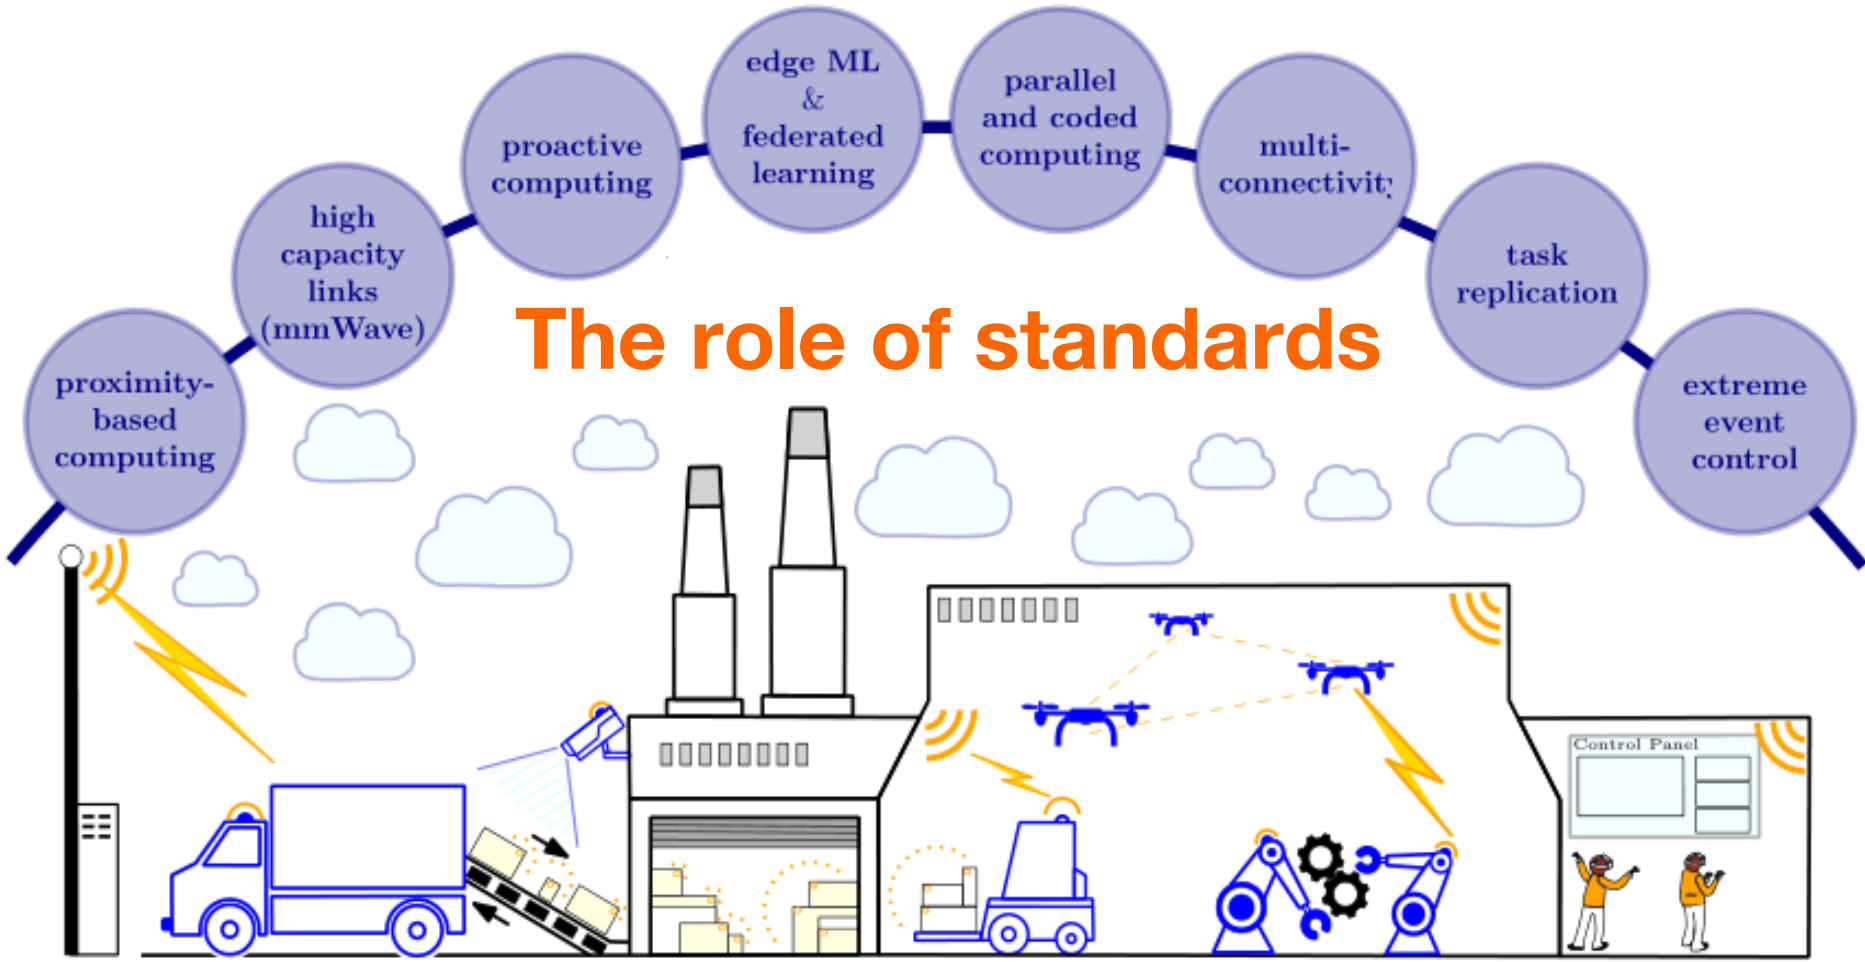 proximity-
based
computing
high
capacity
links
(mmWave)
proactive
computing
edge ML
&
federated
learning
parallel
and coded
computing
multi-
connectivity
task
replication
extreme
event
control
The role of standards
Control Panel